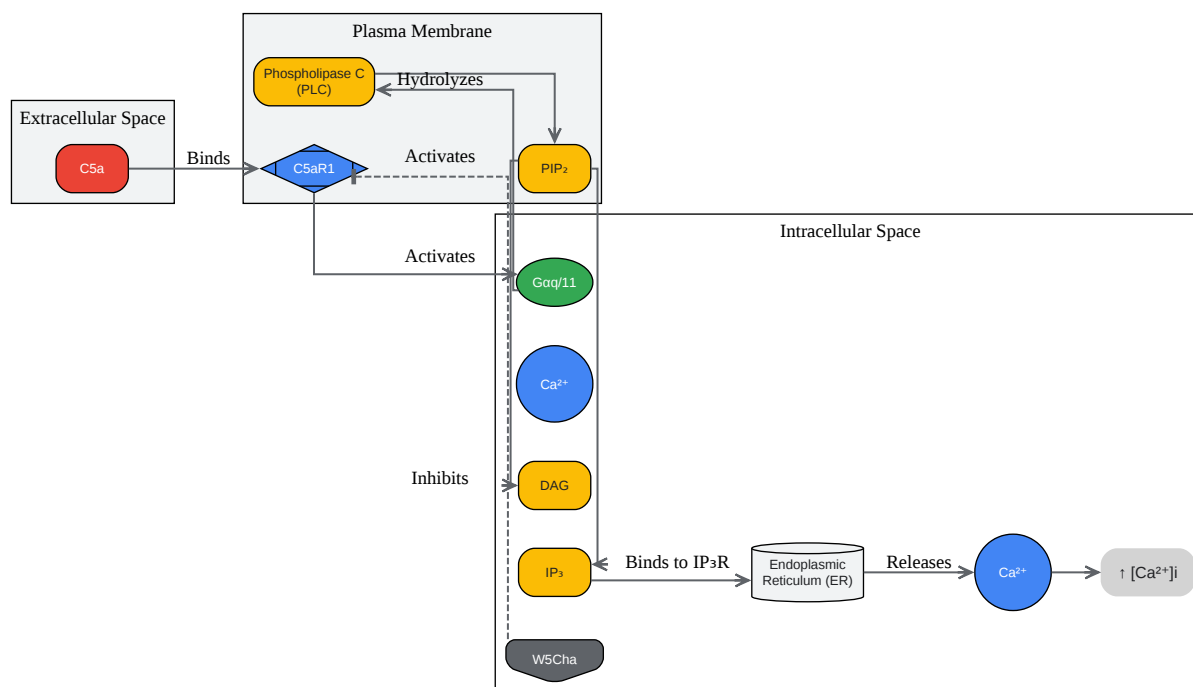 Plasma Membrane
Phospholipase C
(PLC)
Hydrolyzes
Extracellular Space
C5a
Binds
C5aR1
Activates
PIP₂
Intracellular Space
Activates
Gαq/11
Ca²⁺
Inhibits
DAG
IP₃
Binds to IP₃R
Endoplasmic
Reticulum (ER)
Releases
Ca²⁺
↑ [Ca²⁺]i
W5Cha